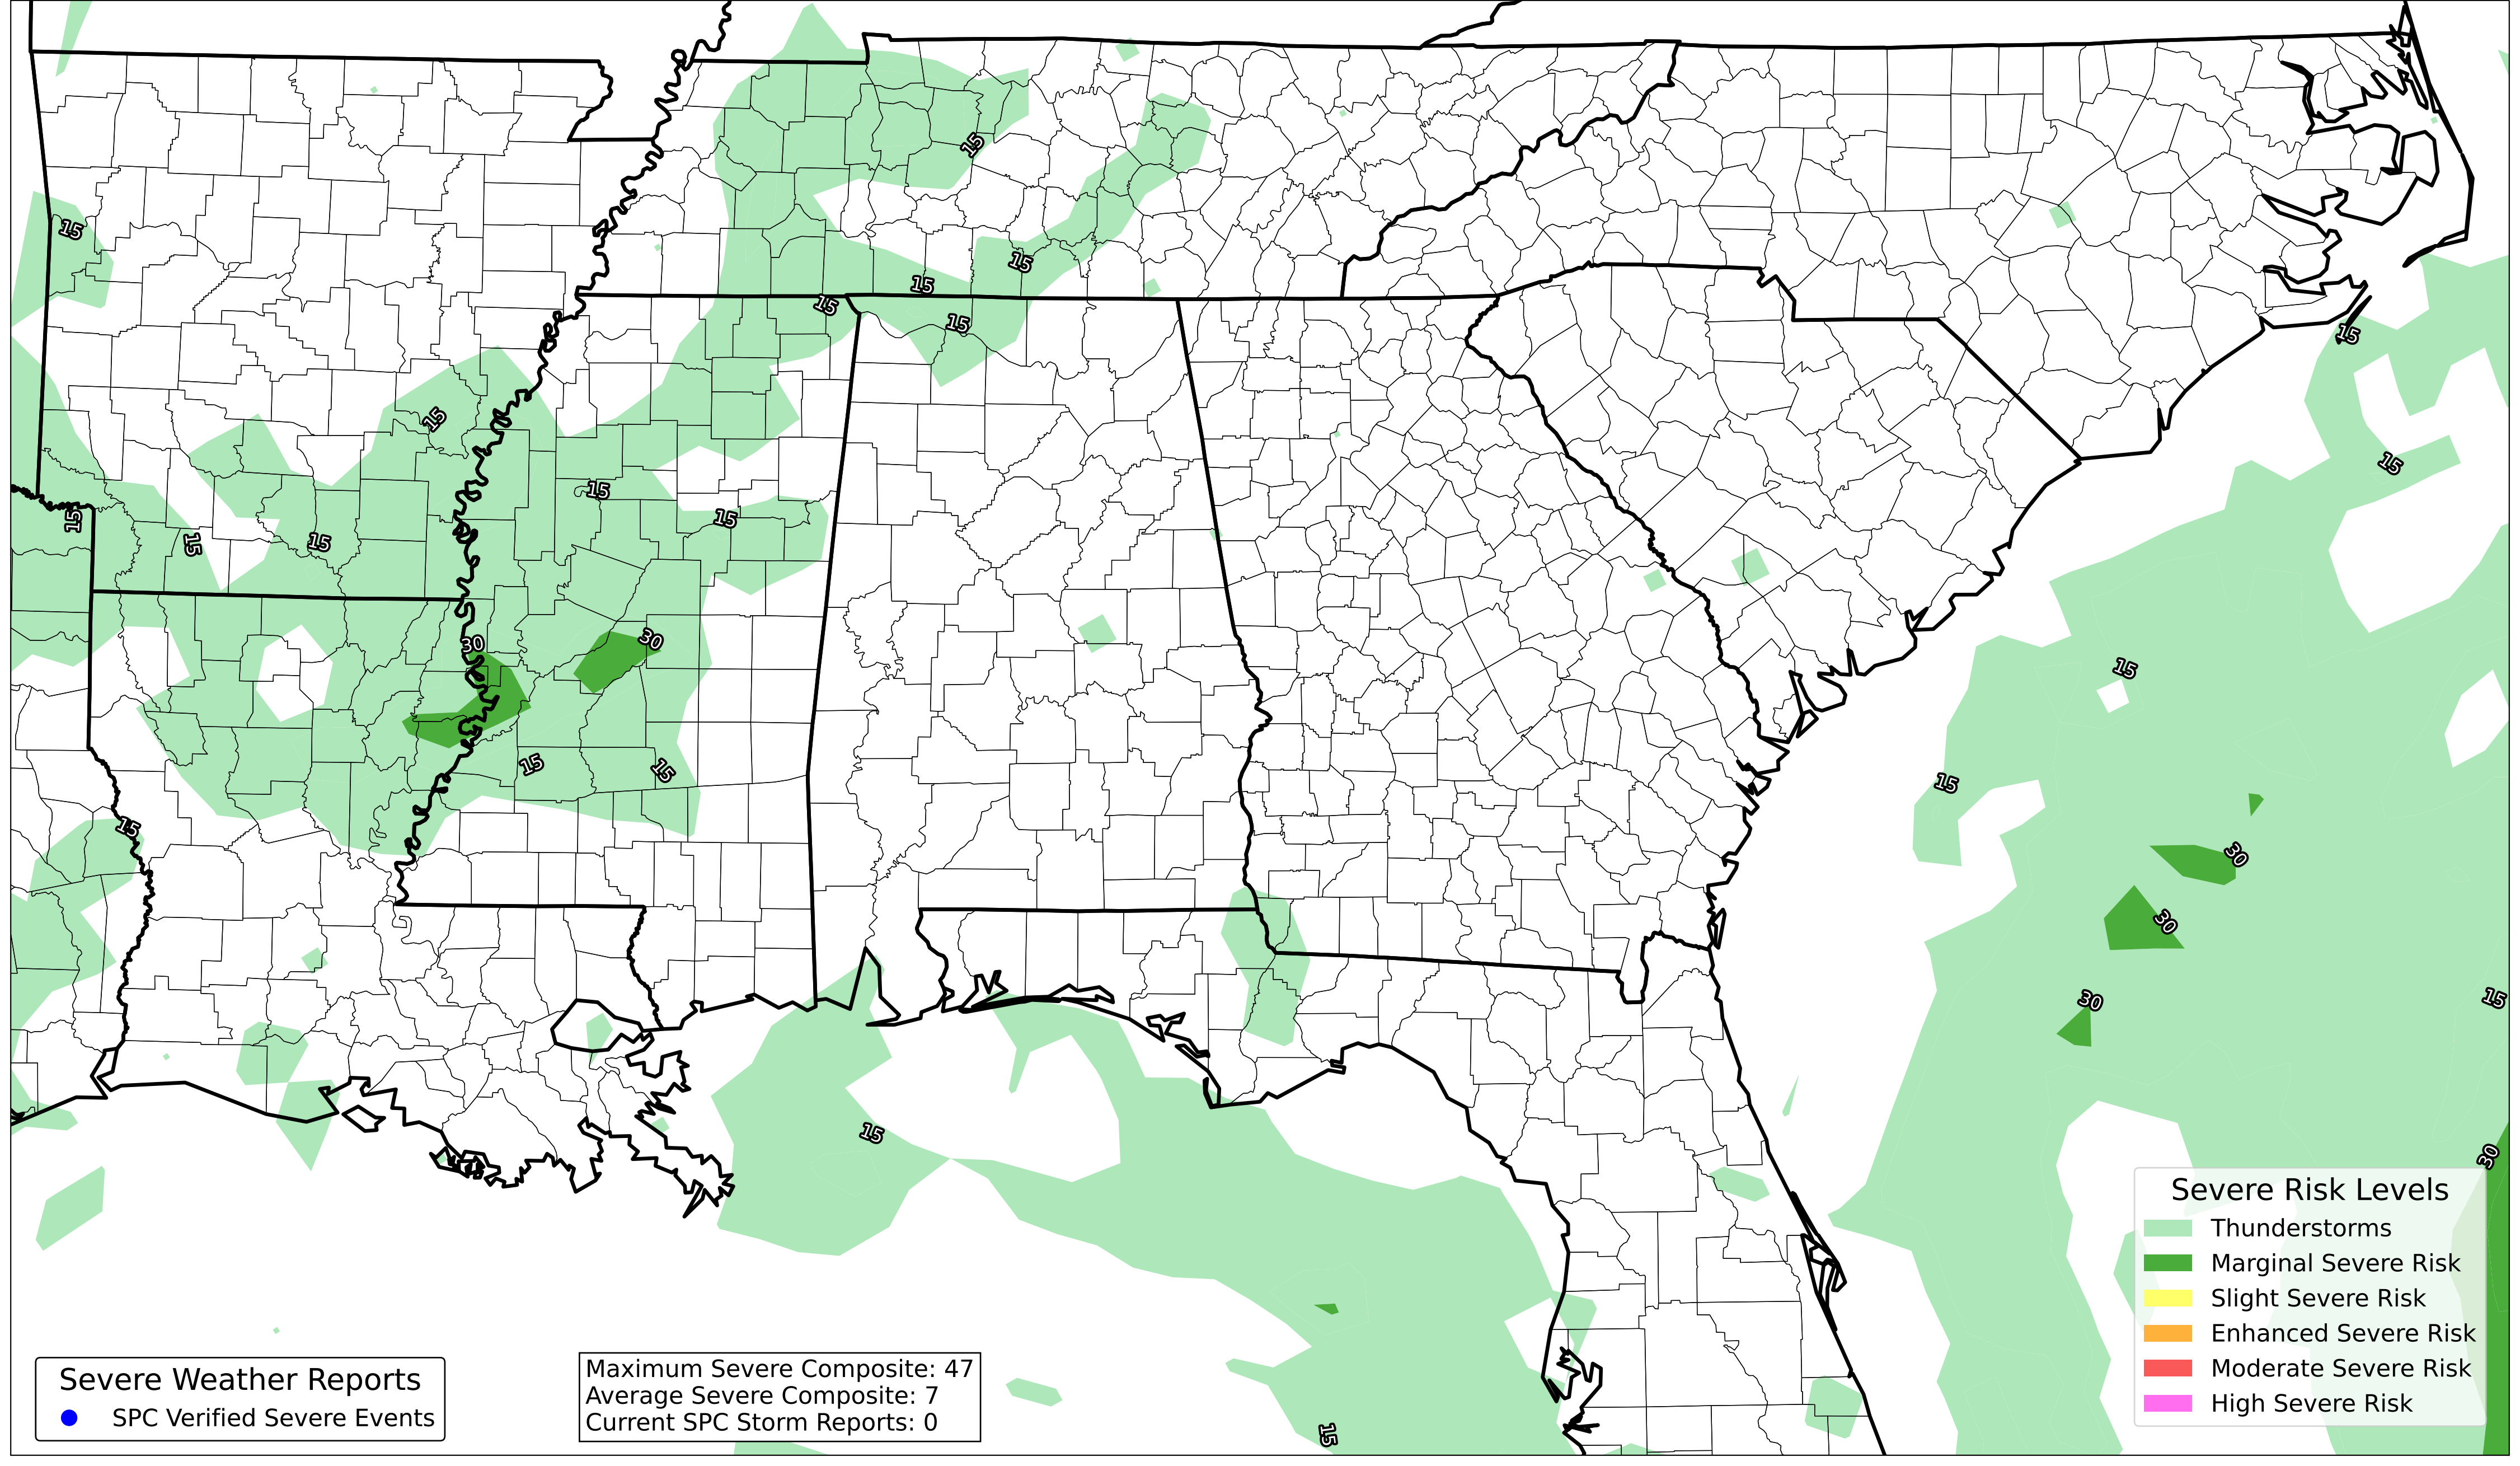 15
15
15
15
15
15
15
15
15
15
15
15
15
15
30
30
15
15
15
15
15
30
30
30
15
15
30
15
Severe Risk Levels
Thunderstorms
Marginal Severe Risk
Slight Severe Risk
Enhanced Severe Risk
Moderate Severe Risk
High Severe Risk
Severe Weather Reports
SPC Verified Severe Events
Maximum Severe Composite: 47
Average Severe Composite: 7
Current SPC Storm Reports: 0